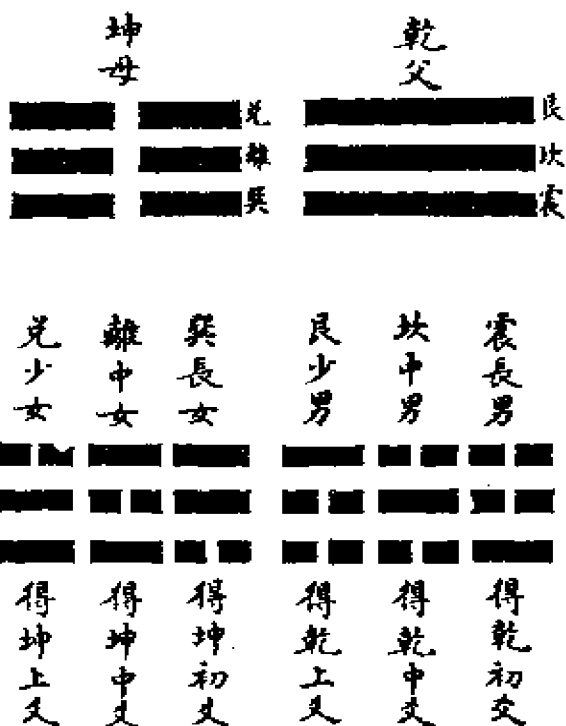 乾父
艮
坎
震
坤母
兌
離
巽
震長男
坎中男
艮少男
巽長女
離中女
兌少女
得乾初爻
得乾中爻
得乾上爻
得坤初爻
得坤中爻
得坤上爻